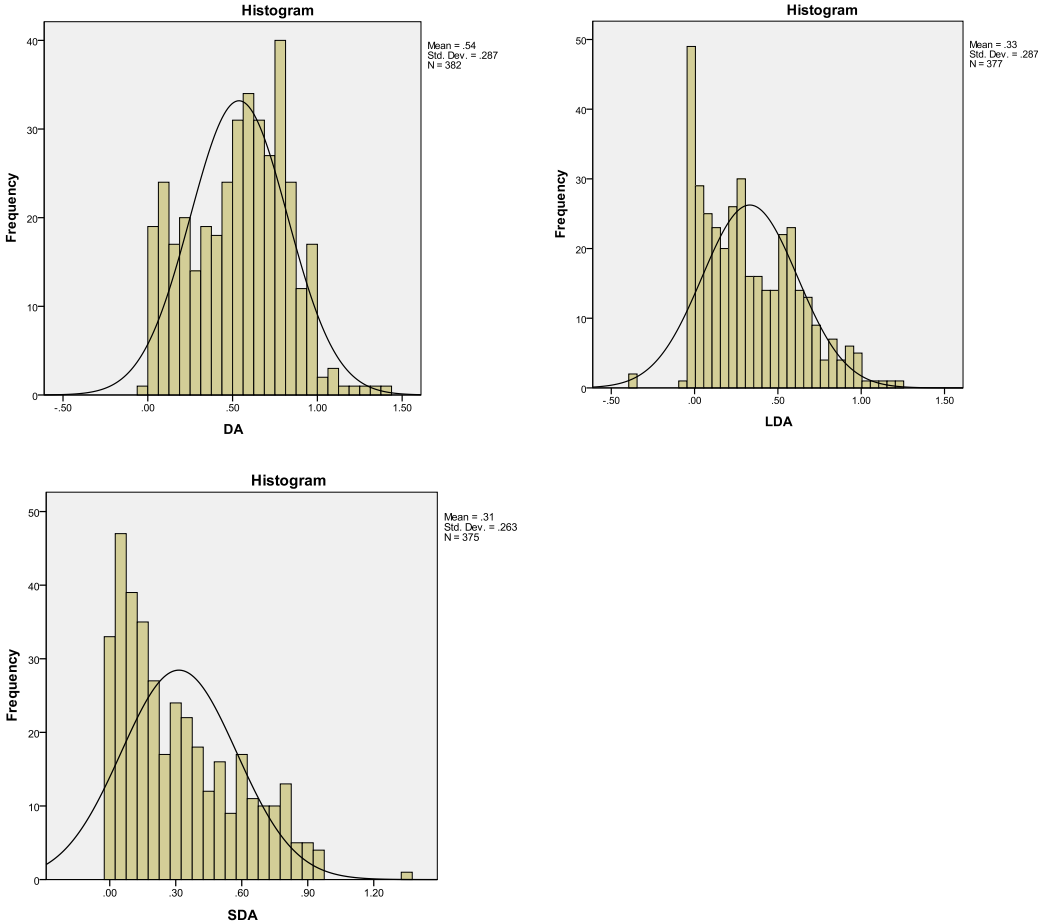 Histogram
Mean = .54
Std. Dev. = .287
N = 382
Frequency
40
30
20
10
0
-.50 .00 .50 1.00 1.50
DA
Histogram
Mean = .33
Std. Dev. = .287
N = 377
Frequency
50
40
30
20
10
0
-.50 .00 .50 1.00 1.50
LDA
Histogram
Mean = .31
Std. Dev. = .263
N = 375
Frequency
50
40
30
20
10
0
.00 .30 .60 .90 1.20
SDA